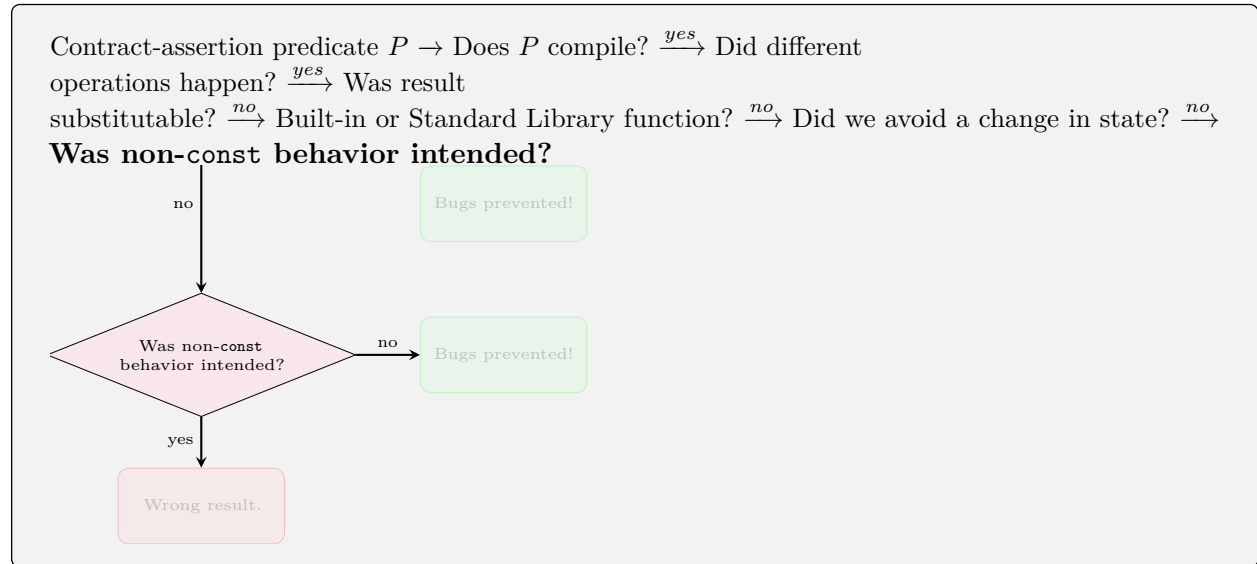 Contract-assertion predicate P → Does P compile? yes→ Did different
operations happen? yes→ Was result
substitutable? no→ Built-in or Standard Library function? no→ Did we avoid a change in state? no→
Was non-const behavior intended?
no
Bugs prevented!
Was non-const
behavior intended?
no
Bugs prevented!
yes
Wrong result.